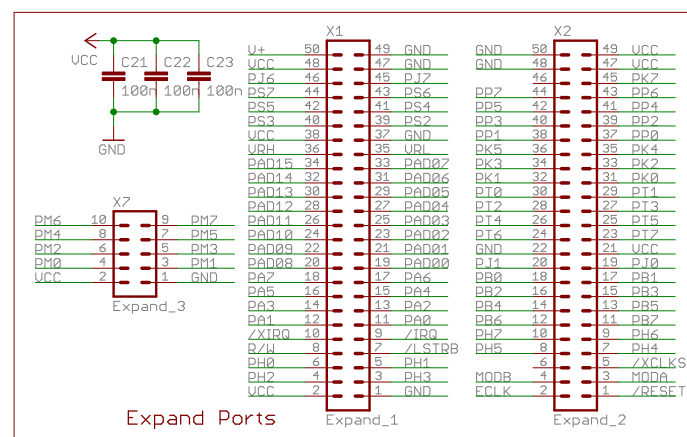 X1 X2
V+ 50 49 GND GND 50 49 VCC
VCC C21 C22 C23 VCC 48 47 GND GND 48 47 VCC
PJ6 46 45 PJ7 46 45 PK7
100n 100n 100n PS7 44 43 PS6 PP7 44 43 PP6
PS5 42 41 PS4 PP5 42 41 PP4
PS3 40 39 PS2 PP3 40 39 PP2
VCC 38 37 GND PP1 38 37 PP0
GND VRH 36 35 VRL PK5 36 35 PK4
PAD15 34 33 PAD07 PK3 34 33 PK2
PAD14 32 31 PAD06 PK1 32 31 PK0
PAD13 30 29 PAD05 PT0 30 29 PT1
X7 PAD12 28 27 PAD04 PT2 28 27 PT3
PM6 10 9 PM7 PAD11 26 25 PAD03 PT4 26 25 PT5
PM4 8 7 PM5 PAD10 24 23 PAD02 PT6 24 23 PT7
PM2 6 5 PM3 PAD09 22 21 PAD01 GND 22 21 VCC
PM0 4 3 PM1 PAD08 20 19 PAD00 PJ1 20 19 PJ0
VCC 2 1 GND PA7 18 17 PA6 PB0 18 17 PB1
PA5 16 15 PA4 PB2 16 15 PB3
Expand_3 PA3 14 13 PA2 PB4 14 13 PB5
PA1 12 11 PA0 PB6 12 11 PB7
/XIRQ 10 9 /IRQ PH7 10 9 PH6
R/W 8 7 /LSTRB PH5 8 7 PH4
PH0 6 5 PH1 6 5 /XCLKS
PH2 4 3 PH3 MODB 4 3 MODA
VCC 2 1 GND ECLK 2 1 /RESET
Expand Ports Expand_1 Expand_2